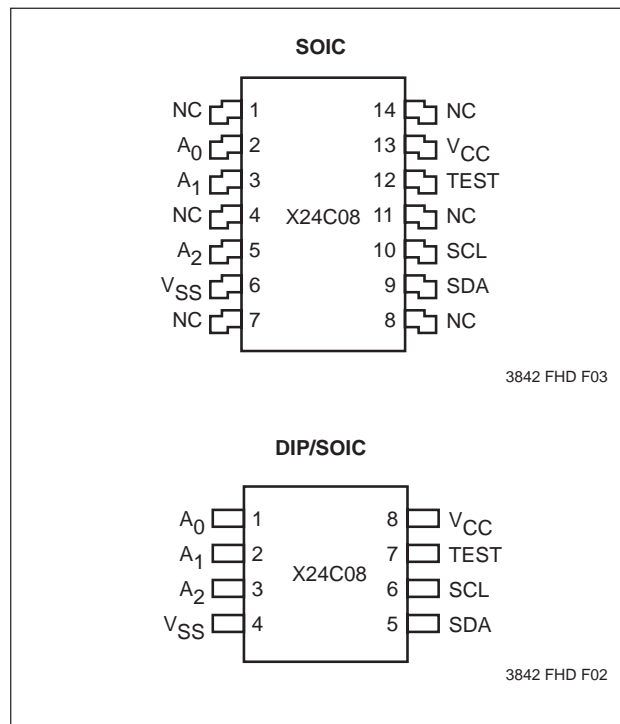 SOIC
NC 1 14 NC
A0 2 13 VCC
A1 3 12 TEST
NC 4 X24C08 11 NC
A2 5 10 SCL
VSS 6 9 SDA
NC 7 8 NC
3842 FHD F03
DIP/SOIC
A0 1 8 VCC
A1 2 7 TEST
X24C08
A2 3 6 SCL
VSS 4 5 SDA
3842 FHD F02